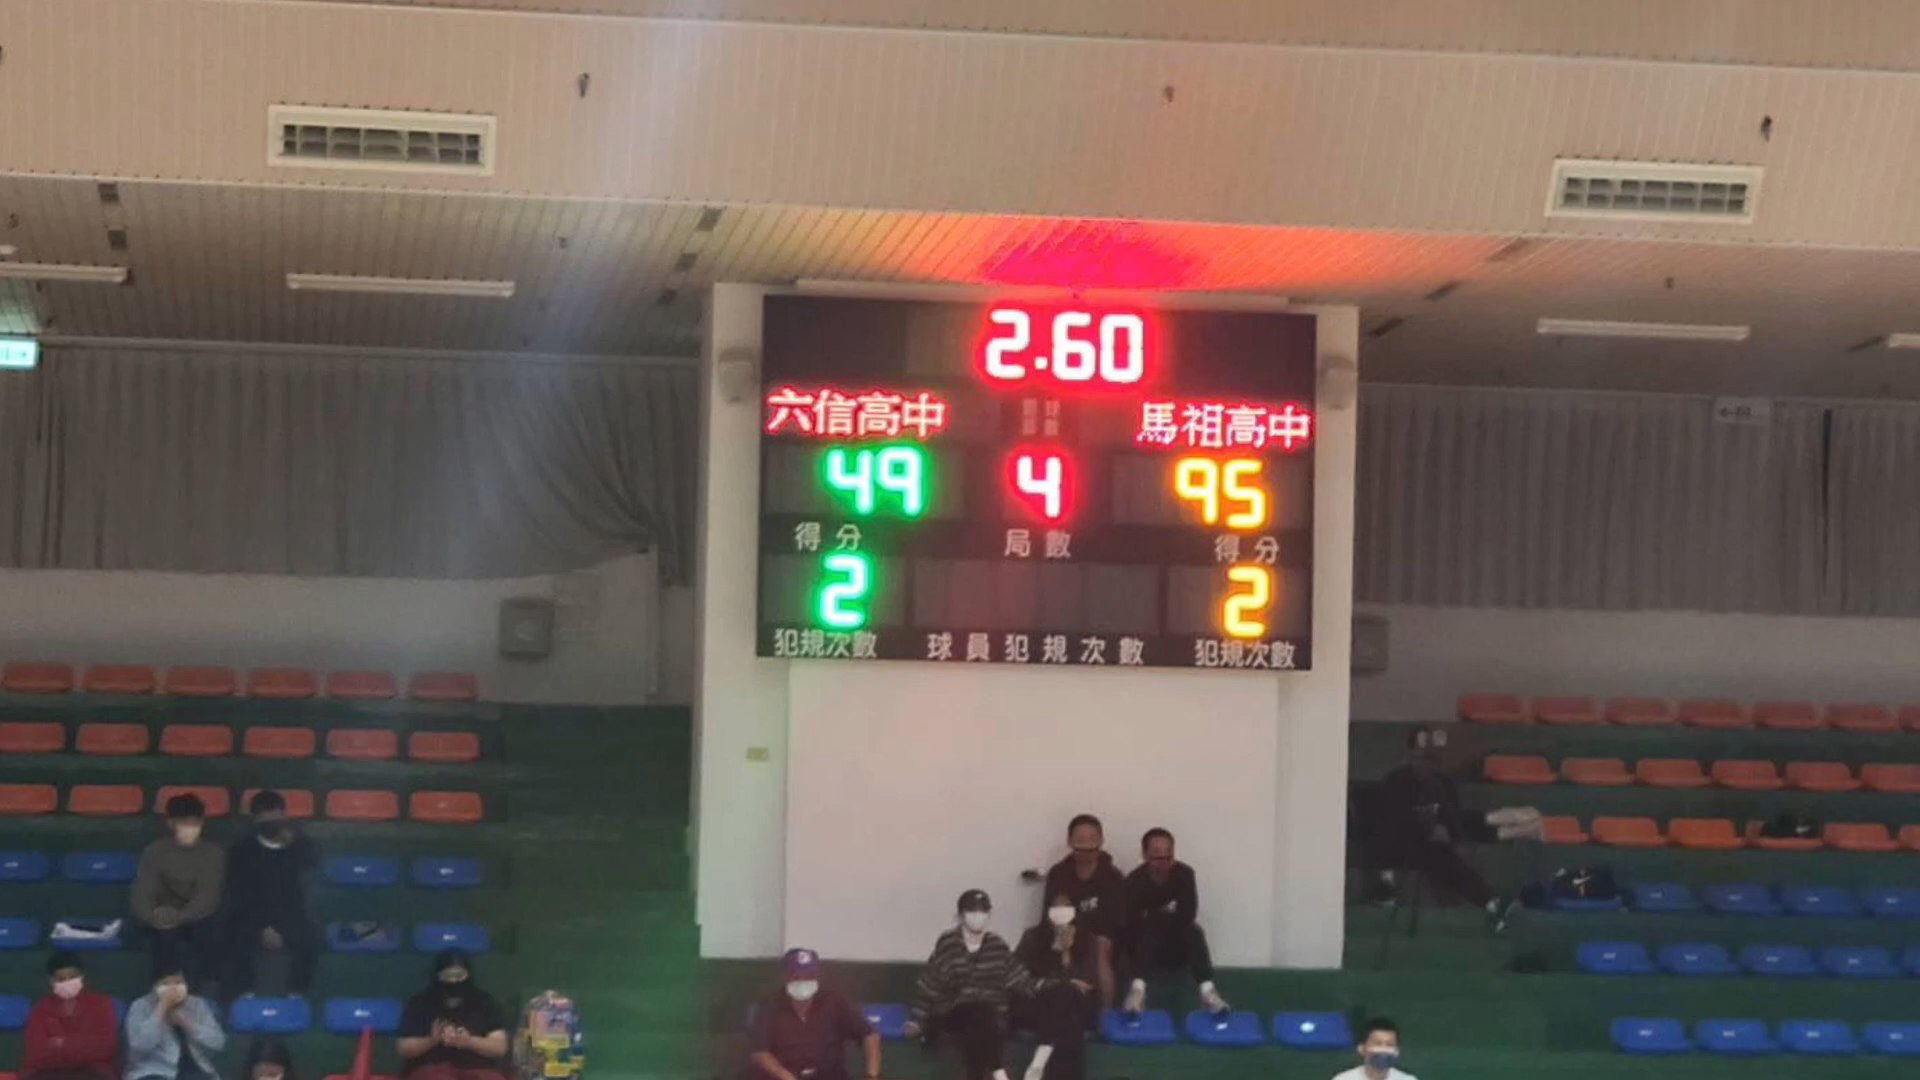 2.60
六信高中 馬祖高中
49 4 95
得分 局數 得分
2 2
犯規次數 球員犯規次數 犯規次數